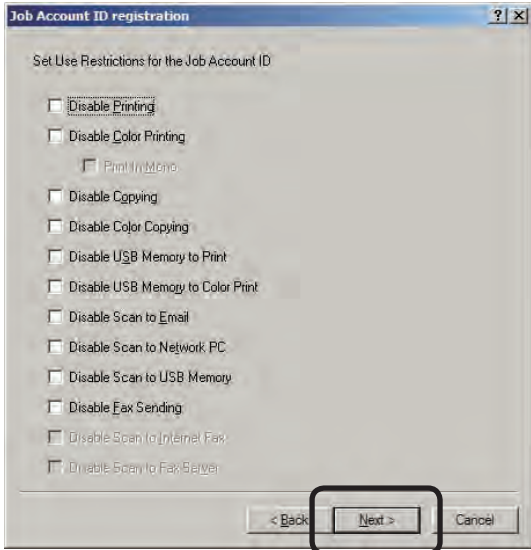 Job Account ID registration
Set Use Restrictions for the Job Account ID
Disable Printing
Disable Color Printing
Print In Mono
Disable Copying
Disable Color Copying
Disable USB Memory to Print
Disable USB Memory to Color Print
Disable Scan to Email
Disable Scan to Network PC
Disable Scan to USB Memory
Disable Fax Sending
Disable Scan to Internet Fax
Disable Scan to Fax Server
< Back Next > Cancel